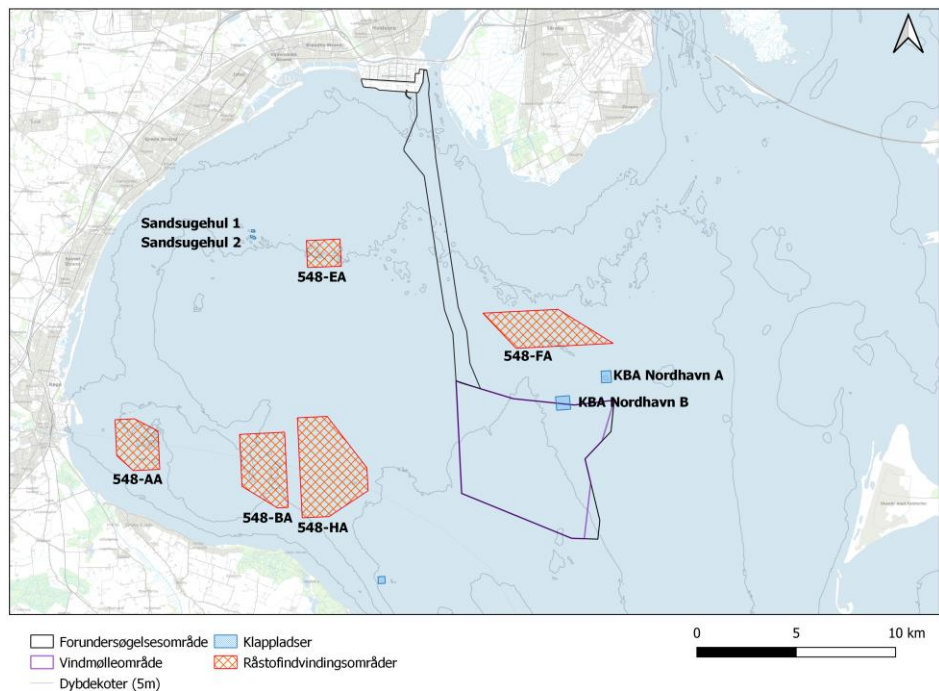 Sandsugehul 1
Sandsugehul 2
548-EA
548-FA
KBA Nordhavn A
KBA Nordhavn B
548-AA
548-BA
548-HA
Forundersøgelsesområde
Klappladser
Vindmølleområde
Råstofindvindingsområder
Dybdekoter (5m)
0 5 10 km